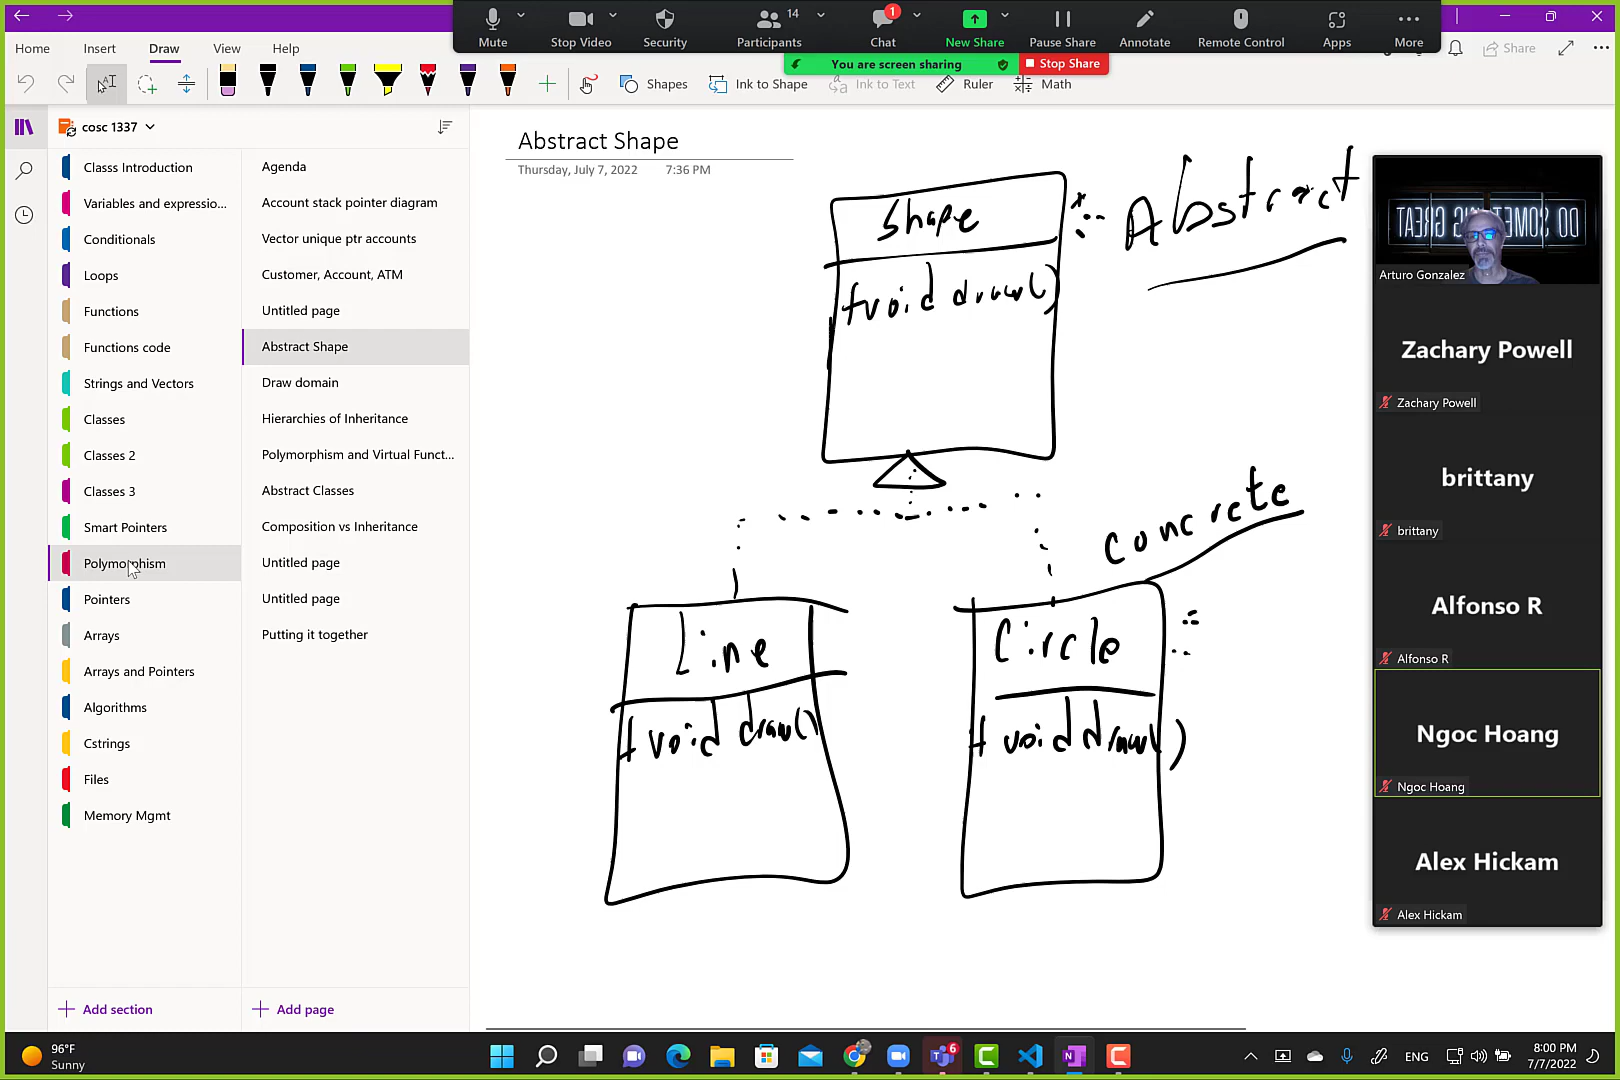 Mute
Stop Video
Security
Participants
14
Chat
1
New Share
Pause Share
Annotate
Remote Control
Apps
More
You are screen sharing
Stop Share
Home
Insert
Draw
View
Help
Share
Shapes
Ink to Shape
Ink to Text
Ruler
Math
cosc 1337
Classs Introduction
Variables and expressio...
Conditionals
Loops
Functions
Functions code
Strings and Vectors
Classes
Classes 2
Classes 3
Smart Pointers
Polymorphism
Pointers
Arrays
Arrays and Pointers
Algorithms
Cstrings
Files
Memory Mgmt
Add section
Agenda
Account stack pointer diagram
Vector unique ptr accounts
Customer, Account, ATM
Untitled page
Abstract Shape
Draw domain
Hierarchies of Inheritance
Polymorphism and Virtual Funct...
Abstract Classes
Composition vs Inheritance
Untitled page
Untitled page
Putting it together
Add page
Abstract Shape
Thursday, July 7, 2022 7:36 PM
Shape
Abstract
+void draw()
concrete
Line
+ void draw()
Circle
+ void draw()
DO SOMETHING GREAT
Arturo Gonzalez
Zachary Powell
Zachary Powell
brittany
brittany
Alfonso R
Alfonso R
Ngoc Hoang
Ngoc Hoang
Alex Hickam
Alex Hickam
96°F
Sunny
6
ENG
8:00 PM
7/7/2022